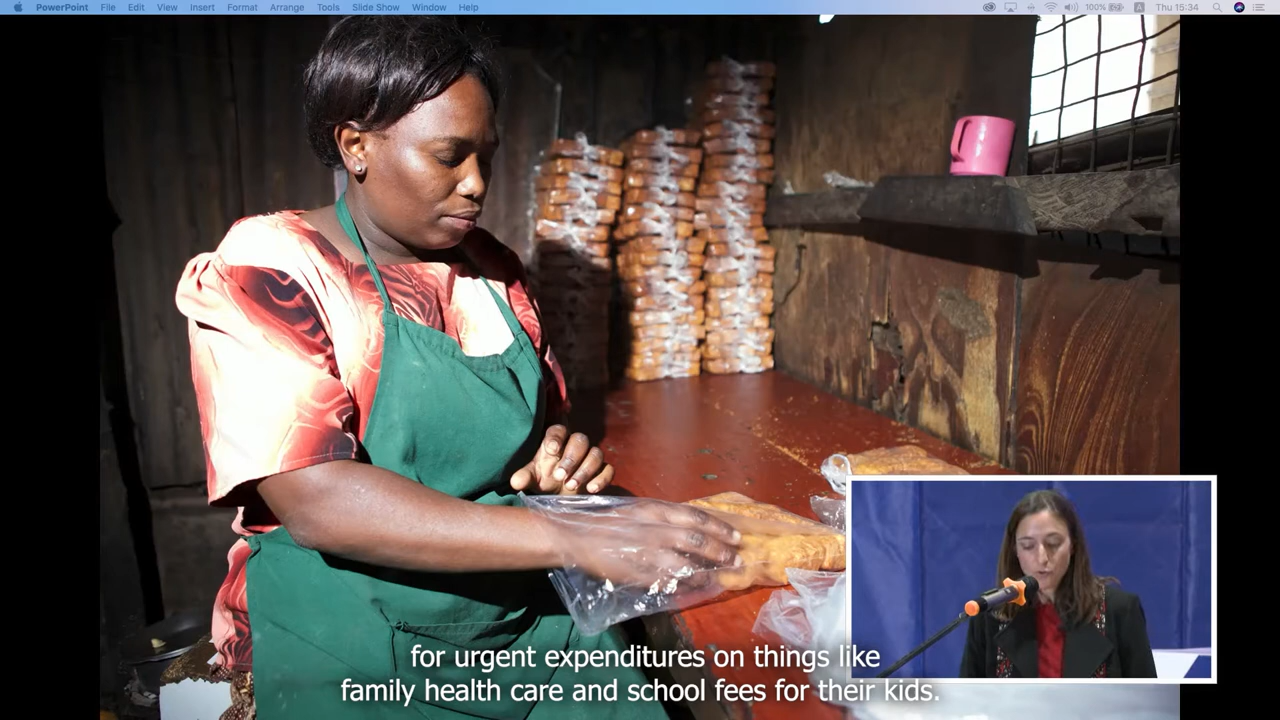 PowerPoint File Edit View Insert Format Arrange Tools Slide Show Window Help 100% A Thu 15:34
for urgent expenditures on things like
family health care and school fees for their kids.